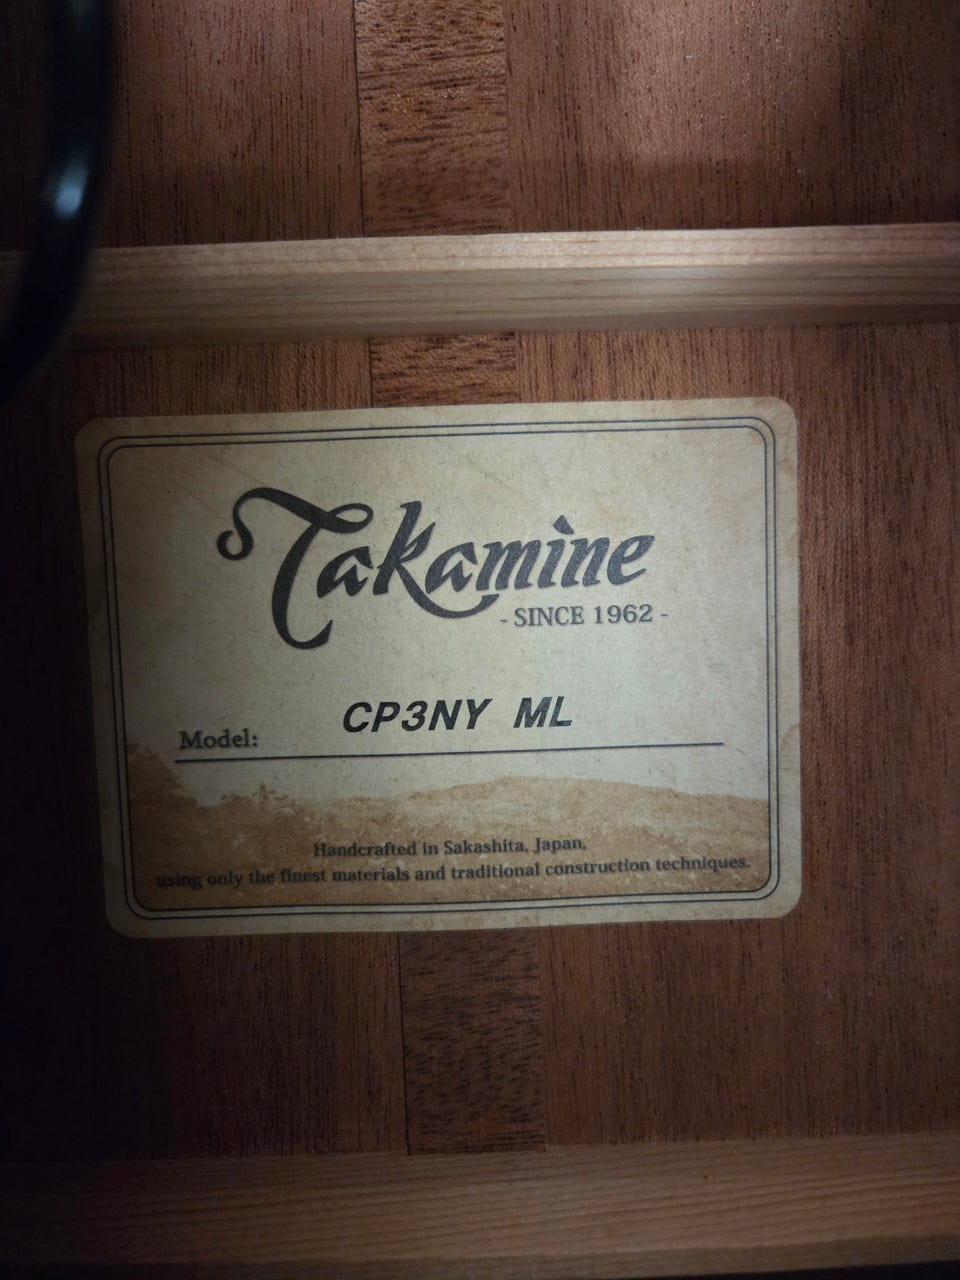 Takamine
- SINCE 1962 -
Model: CP3NY ML
Handcrafted in Sakashita, Japan,
using only the finest materials and traditional construction techniques.